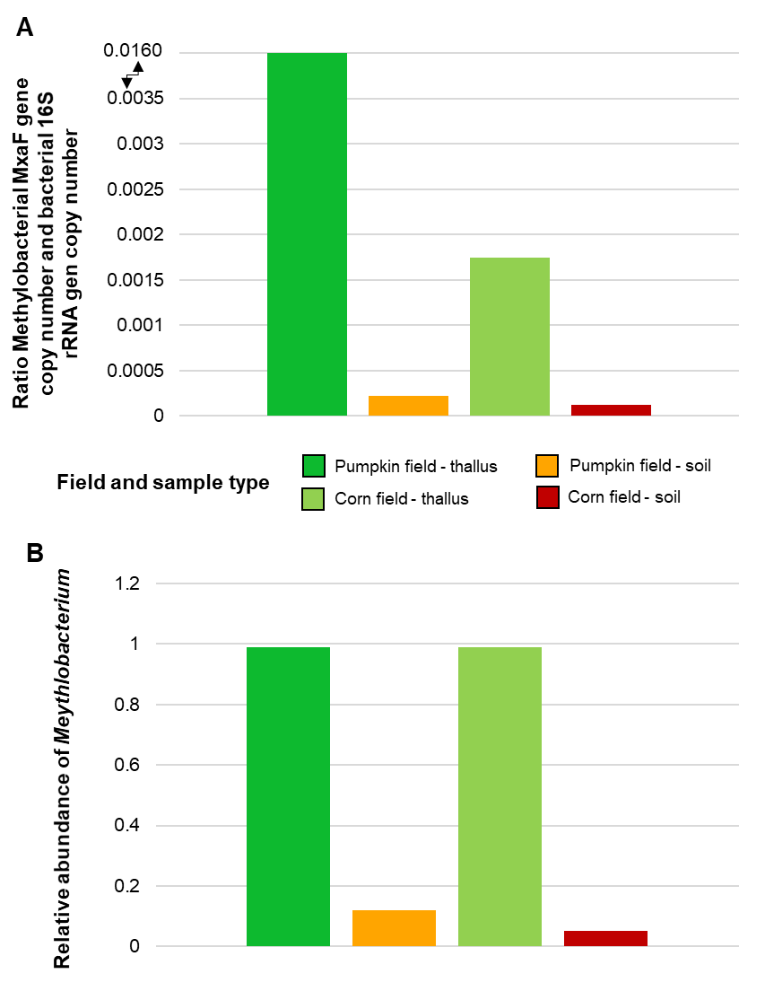 A
Ratio Methylobacterial MxaF gene
copy number and bacterial 16S
rRNA gen copy number
0.0160
0.0035
0.003
0.0025
0.002
0.0015
0.001
0.0005
0
Field and sample type
Pumpkin field - thallus
Pumpkin field - soil
Corn field - thallus
Corn field - soil
B
Relative abundance of Meythlobacterium
1.2
1
0.8
0.6
0.4
0.2
0